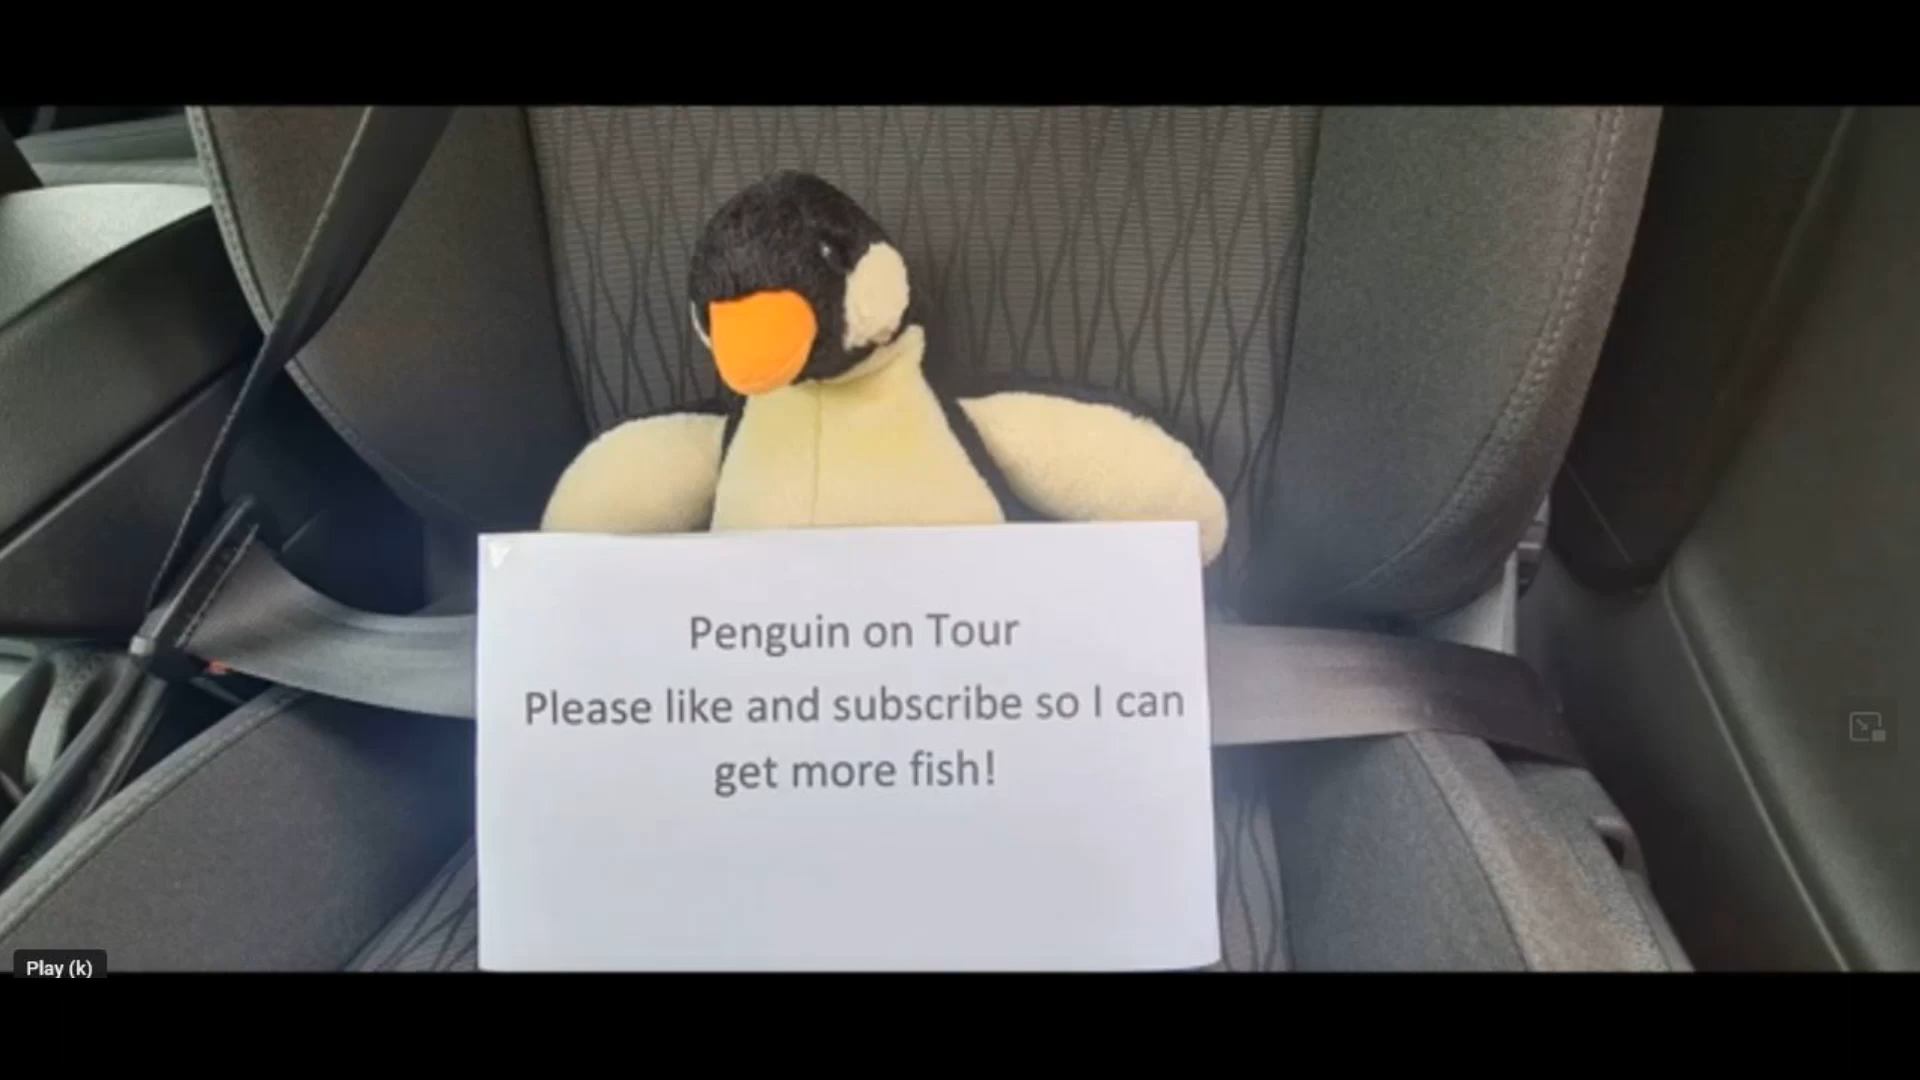 Penguin on Tour
Please like and subscribe so I can
get more fish!
Play (k)